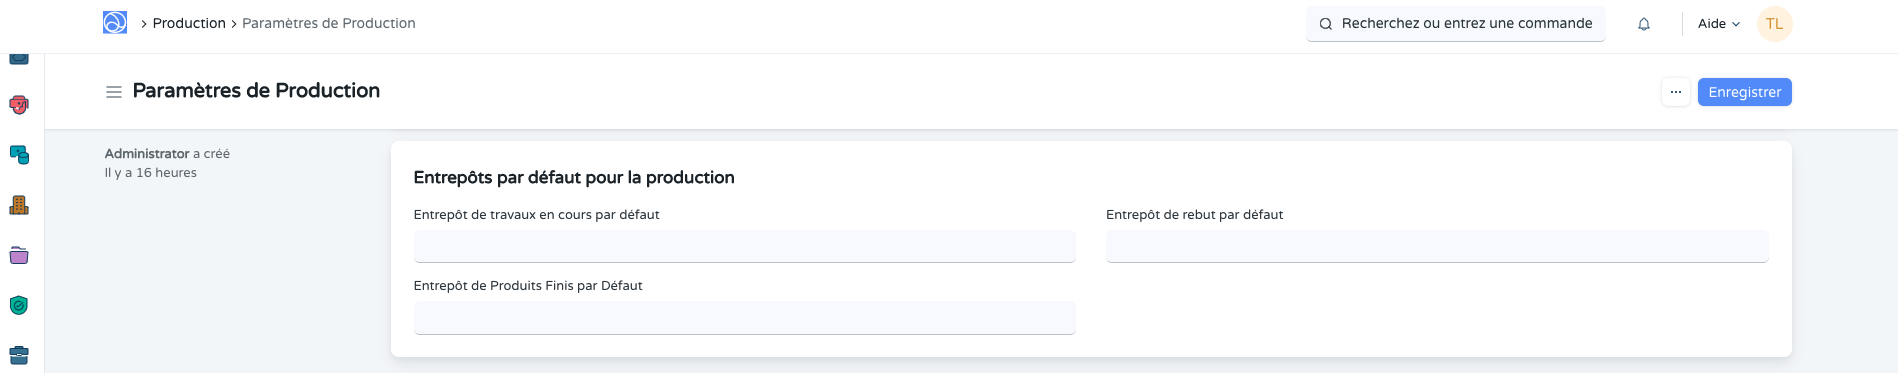 Production
Paramètres de Production
Recherchez ou entrez une commande
Aide
TL
Paramètres de Production
Enregistrer
Administrator a créé
Il y a 16 heures
Entrepôts par défaut pour la production
Entrepôt de travaux en cours par défaut
Entrepôt de rebut par défaut
Entrepôt de Produits Finis par Défaut